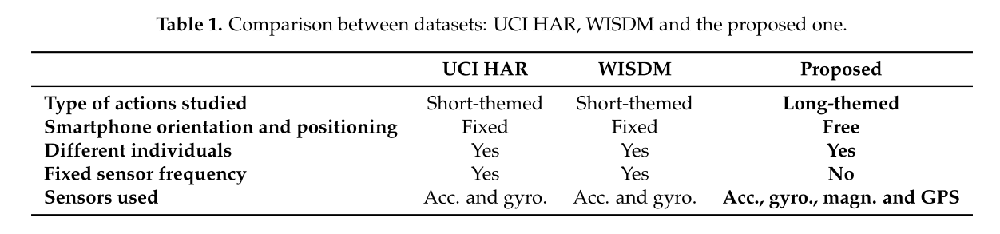 Table 1. Comparison between datasets: UCI HAR, WISDM and the proposed one.
UCI HAR WISDM Proposed
Type of actions studied Short-themed Short-themed Long-themed
Smartphone orientation and positioning Fixed Fixed Free
Different individuals Yes Yes Yes
Fixed sensor frequency Yes Yes No
Sensors used Acc. and gyro. Acc. and gyro. Acc., gyro., magn. and GPS